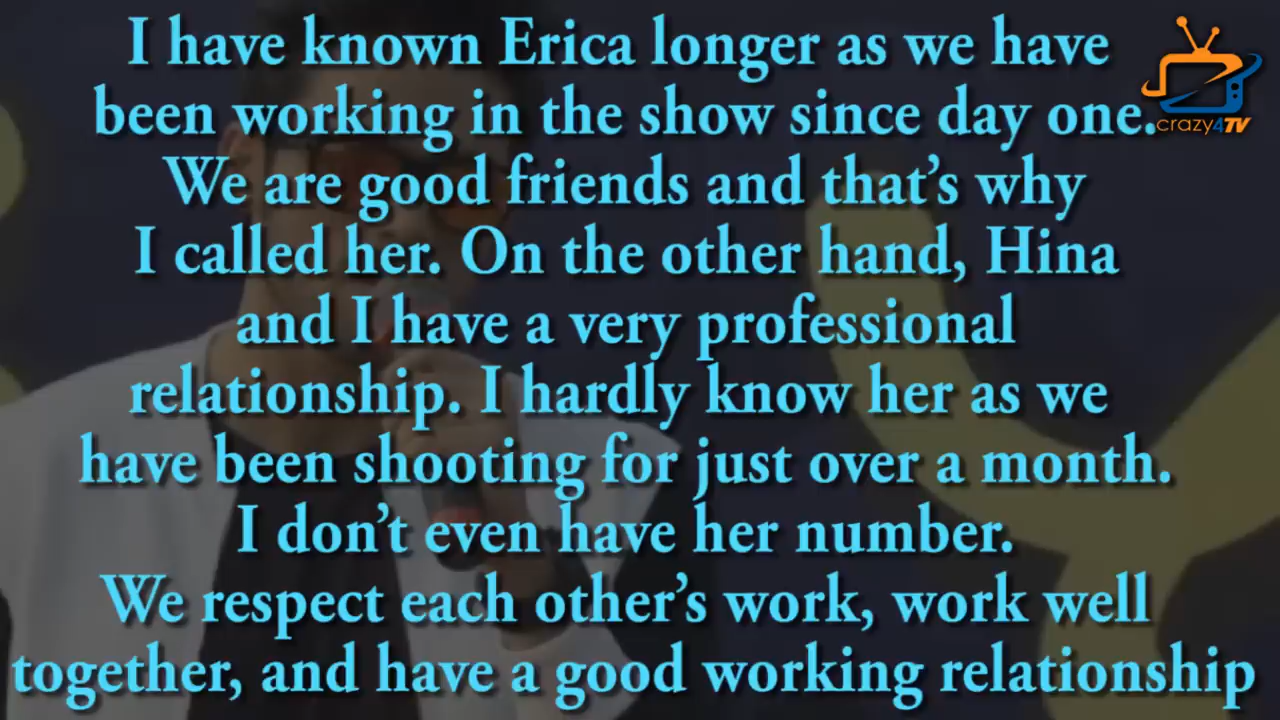 I have known Erica longer as we have
been working in the show since day one.
crazy4TV
We are good friends and that's why
I called her. On the other hand, Hina
and I have a very professional
relationship. I hardly know her as we
have been shooting for just over a month.
I don't even have her number.
We respect each other's work, work well
together, and have a good working relationship